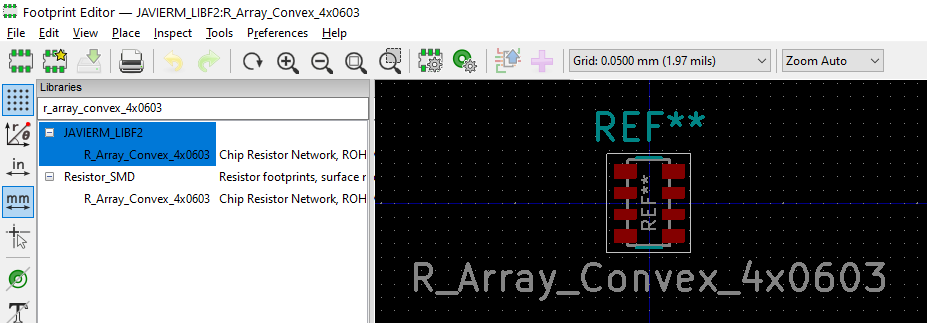 Footprint Editor — JAVIERM_LIBF2:R_Array_Convex_4x0603
File Edit View Place Inspect Tools Preferences Help
Grid: 0.0500 mm (1.97 mils) Zoom Auto
Libraries
r_array_convex_4x0603
JAVIERM_LIBF2
R_Array_Convex_4x0603 Chip Resistor Network, ROH
Resistor_SMD Resistor footprints, surface r
R_Array_Convex_4x0603 Chip Resistor Network, ROH
r θ
in
mm
T
REF**
REF**
R_Array_Convex_4x0603